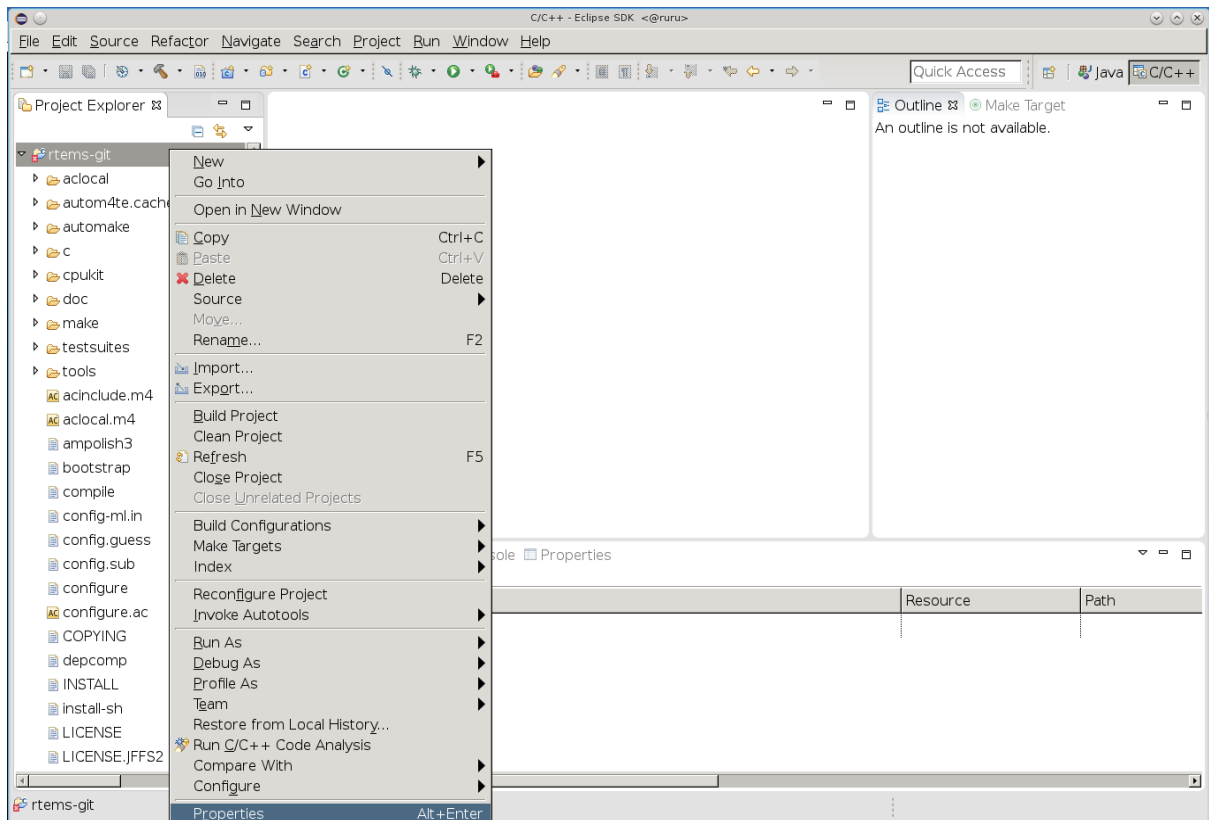 C/C++ - Eclipse SDK <@ruru>
File Edit Source Refactor Navigate Search Project Run Window Help
Quick Access Java C/C++
Project Explorer
Outline Make Target
An outline is not available.
rtems-git
aclocal
autom4te.cache
automake
c
cpukit
doc
make
testsuites
tools
acinclude.m4
aclocal.m4
ampolish3
bootstrap
compile
config-ml.in
config.guess
config.sub
configure
configure.ac
COPYING
depcomp
INSTALL
install-sh
LICENSE
LICENSE.JFFS2
New
Go Into
Open in New Window
Copy Ctrl+C
Paste Ctrl+V
Delete Delete
Source
Move...
Rename... F2
Import...
Export...
Build Project
Clean Project
Refresh F5
Close Project
Close Unrelated Projects
Build Configurations
Make Targets
Index
Reconfigure Project
Invoke Autotools
Run As
Debug As
Profile As
Team
Restore from Local History...
Run C/C++ Code Analysis
Compare With
Configure
Properties Alt+Enter
sole Properties
Resource Path
rtems-git